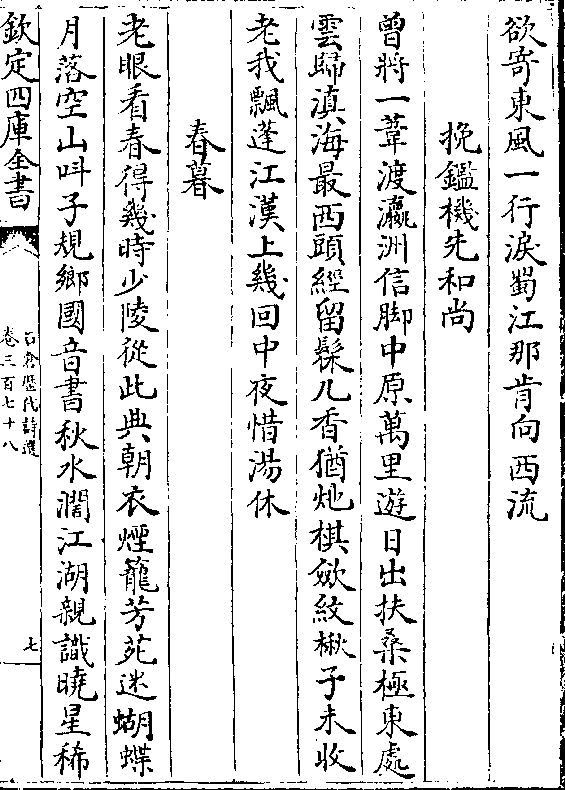 欲寄東風一行淚蜀江那肯向西流
挽鑑機先和尚
曾將一葦渡瀛洲信脚中原萬里遊日出扶桑極東處
雲歸滇海最西頭經留髹几香猶灺棋斂紋楸子未收
老我飄蓬江漢上幾回中夜惜湯休
春暮
老眼看春得幾時少陵從此典朝衣煙籠芳苑迷蝴蝶
月落空山叫子規鄉國音書秋水濶江湖親識曉星稀
欽定四庫全書
石倉歷代詩選
卷三百七十八
七